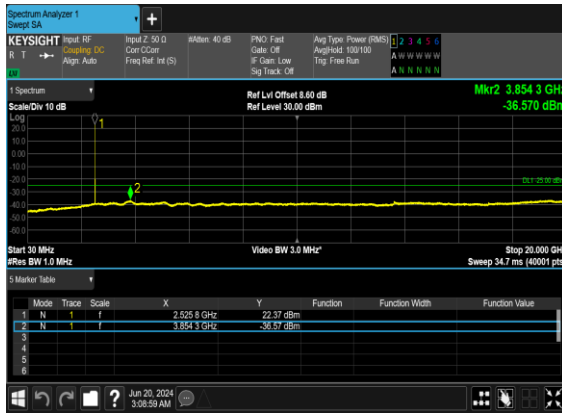 Spectrum Analyzer 1
Swept SA
KEYSIGHT Input: RF Input Z: 50 Ω #Atten: 40 dB PNO: Fast Avg Type: Power (RMS) 1 2 3 4 5 6
R T Coupling: DC Corr CCorr Gate: Off Avg|Hold: 100/100 A W W W W W
Align: Auto Freq Ref: Int (S) IF Gain: Low Trig: Free Run
Sig Track: Off A N N N N N
1 Spectrum Ref Lvl Offset 8.60 dB Mkr2 3.854 3 GHz
Scale/Div 10 dB Ref Level 30.00 dBm -36.570 dBm
Log
20.0
10.0
0.00
-10.0
-20.0
-30.0
-40.0
-50.0
-60.0
1
2
DL1 -25.00 dBm
Start 30 MHz Video BW 3.0 MHz* Stop 20.000 GHz
#Res BW 1.0 MHz Sweep 34.7 ms (40001 pts)
5 Marker Table
Mode Trace Scale X Y Function Function Width Function Value
1 N 1 f 2.525 8 GHz 22.37 dBm
2 N 1 f 3.854 3 GHz -36.57 dBm
3
4
5
6
Jun 20, 2024
3:08:59 AM